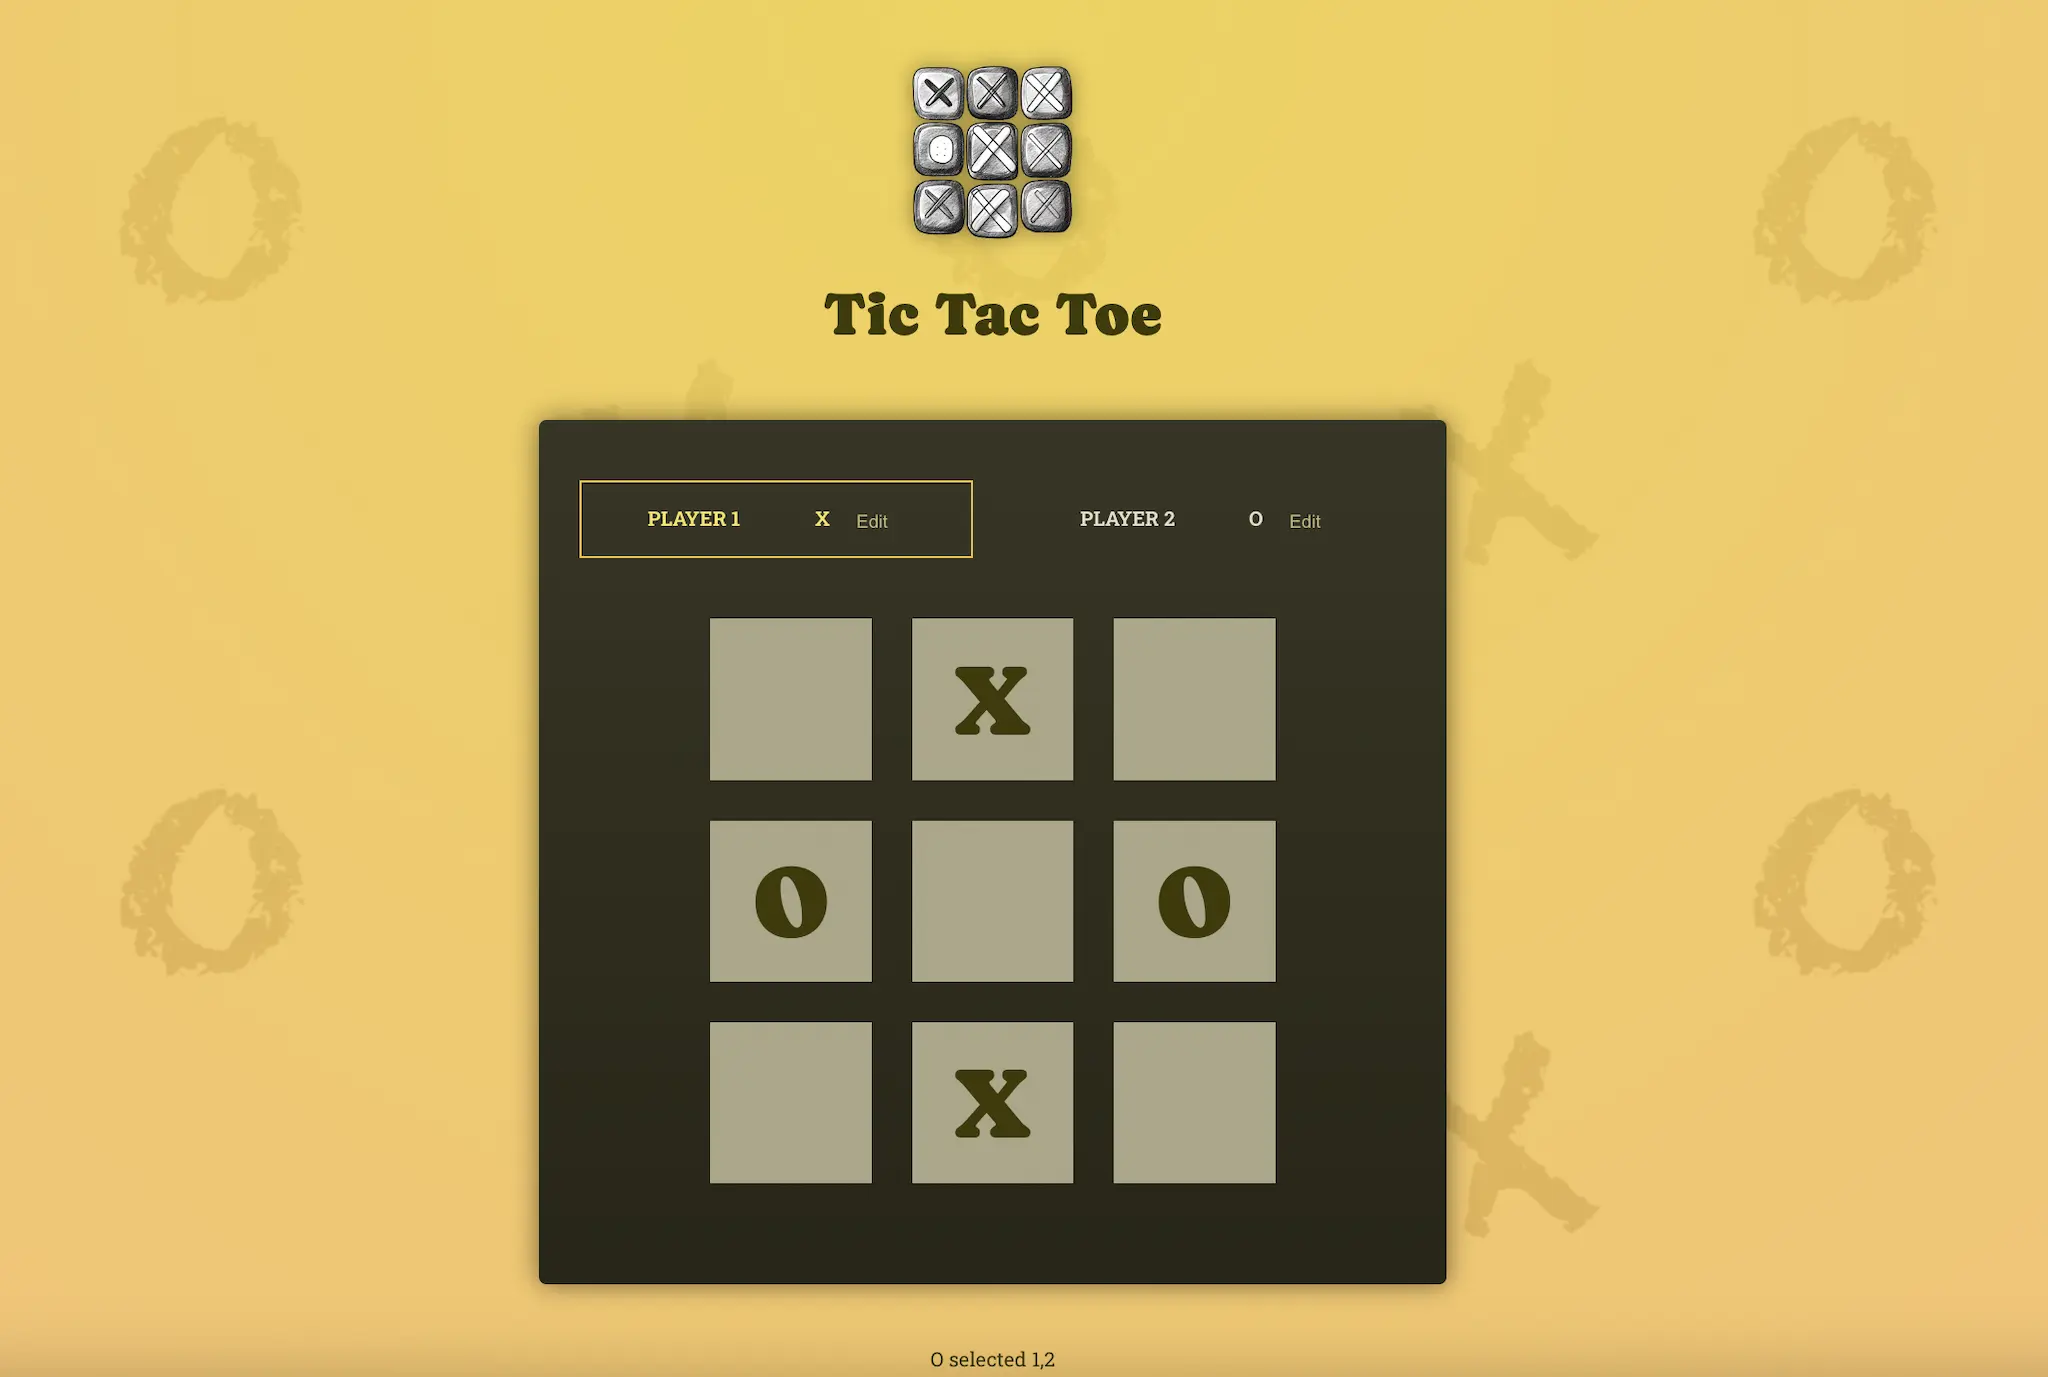 Tic Tac Toe
PLAYER 1 X Edit PLAYER 2 O Edit
X
O O
X
O selected 1,2